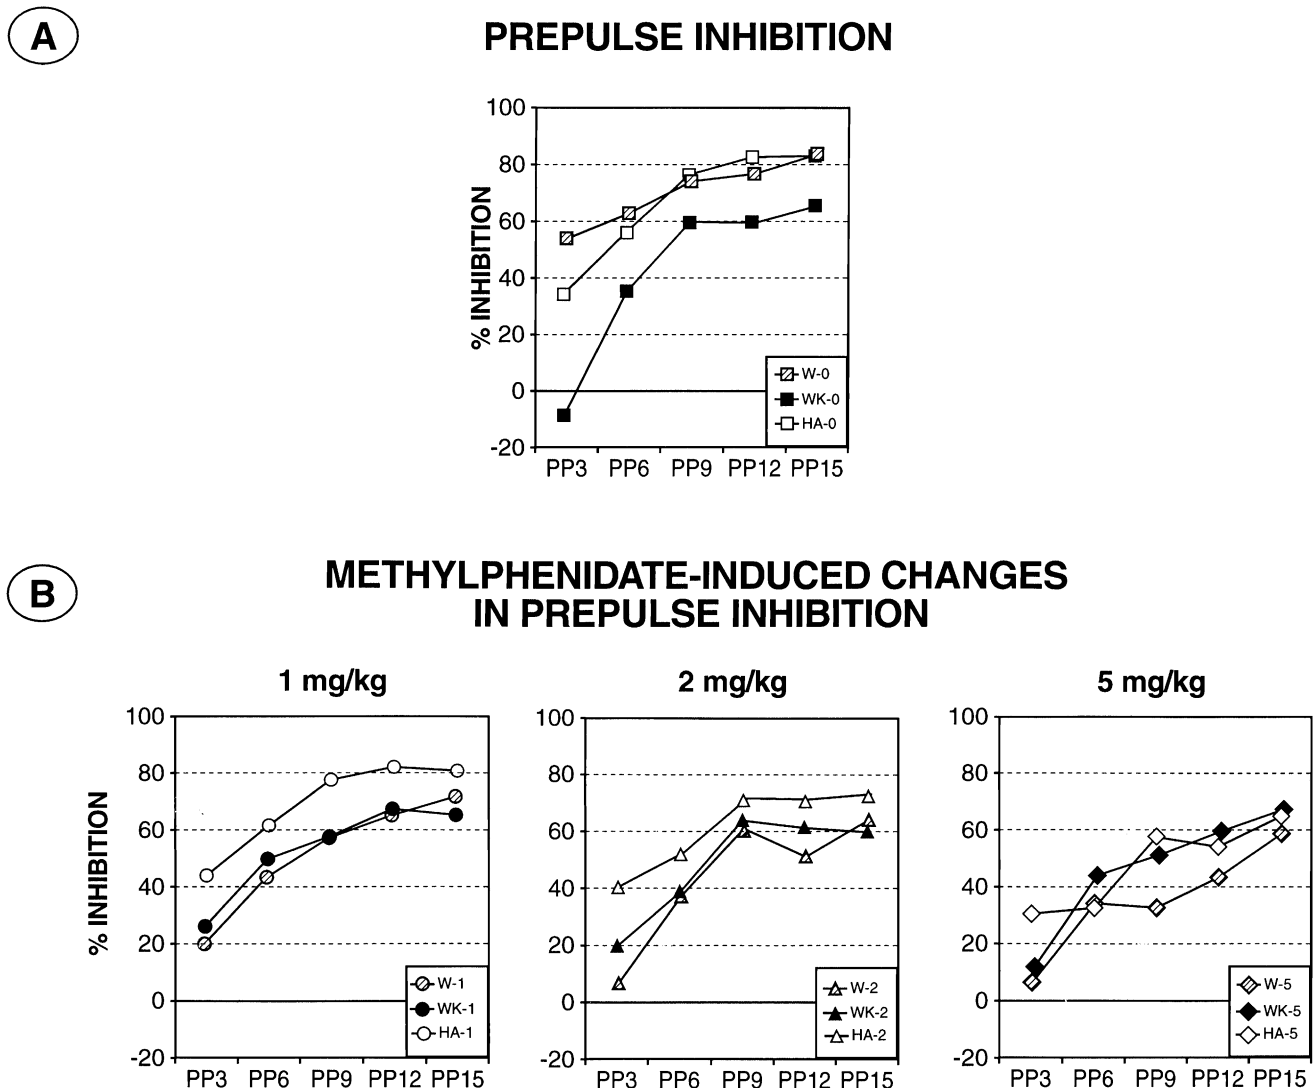 A
PREPULSE INHIBITION
100
80
60
40
20
0
-20
% INHIBITION
W-0
WK-0
HA-0
PP3 PP6 PP9 PP12 PP15
B
METHYLPHENIDATE-INDUCED CHANGES
IN PREPULSE INHIBITION
1 mg/kg
100
80
60
40
20
0
-20
% INHIBITION
W-1
WK-1
HA-1
PP3 PP6 PP9 PP12 PP15
2 mg/kg
100
80
60
40
20
0
-20
W-2
WK-2
HA-2
PP3 PP6 PP9 PP12 PP15
5 mg/kg
100
80
60
40
20
0
-20
W-5
WK-5
HA-5
PP3 PP6 PP9 PP12 PP15